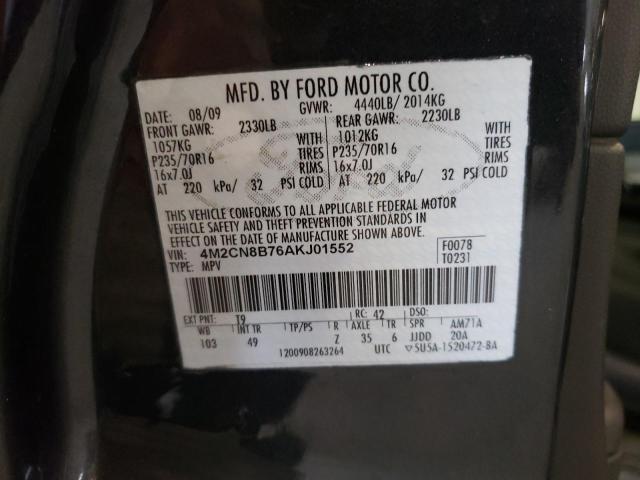 MFD. BY FORD MOTOR CO.
DATE: 08/09 GVWR: 4440LB/ 2014KG
FRONT GAWR: 2330LB REAR GAWR: 2230LB
1057KG WITH 1012KG WITH
P235/70R16 TIRES P235/70R16 TIRES
16x7.0J RIMS 16x7.0J RIMS
AT 220 kPa/ 32 PSI COLD AT 220 kPa/ 32 PSI COLD
THIS VEHICLE CONFORMS TO ALL APPLICABLE FEDERAL MOTOR
VEHICLE SAFETY AND THEFT PREVENTION STANDARDS IN
EFFECT ON THE DATE OF MANUFACTURE SHOWN ABOVE.
VIN: 4M2CN8B76AKJ01552 F0078
TYPE: MPV T0231
EXT PNT: T9 RC: 42 DSO:
WB INT TR TP/PS R AXLE TR SPR AM71A
103 49 Z 35 6 JJDD 20A
1200908263264 UTC ▽5U5A-1520472-BA
Ford